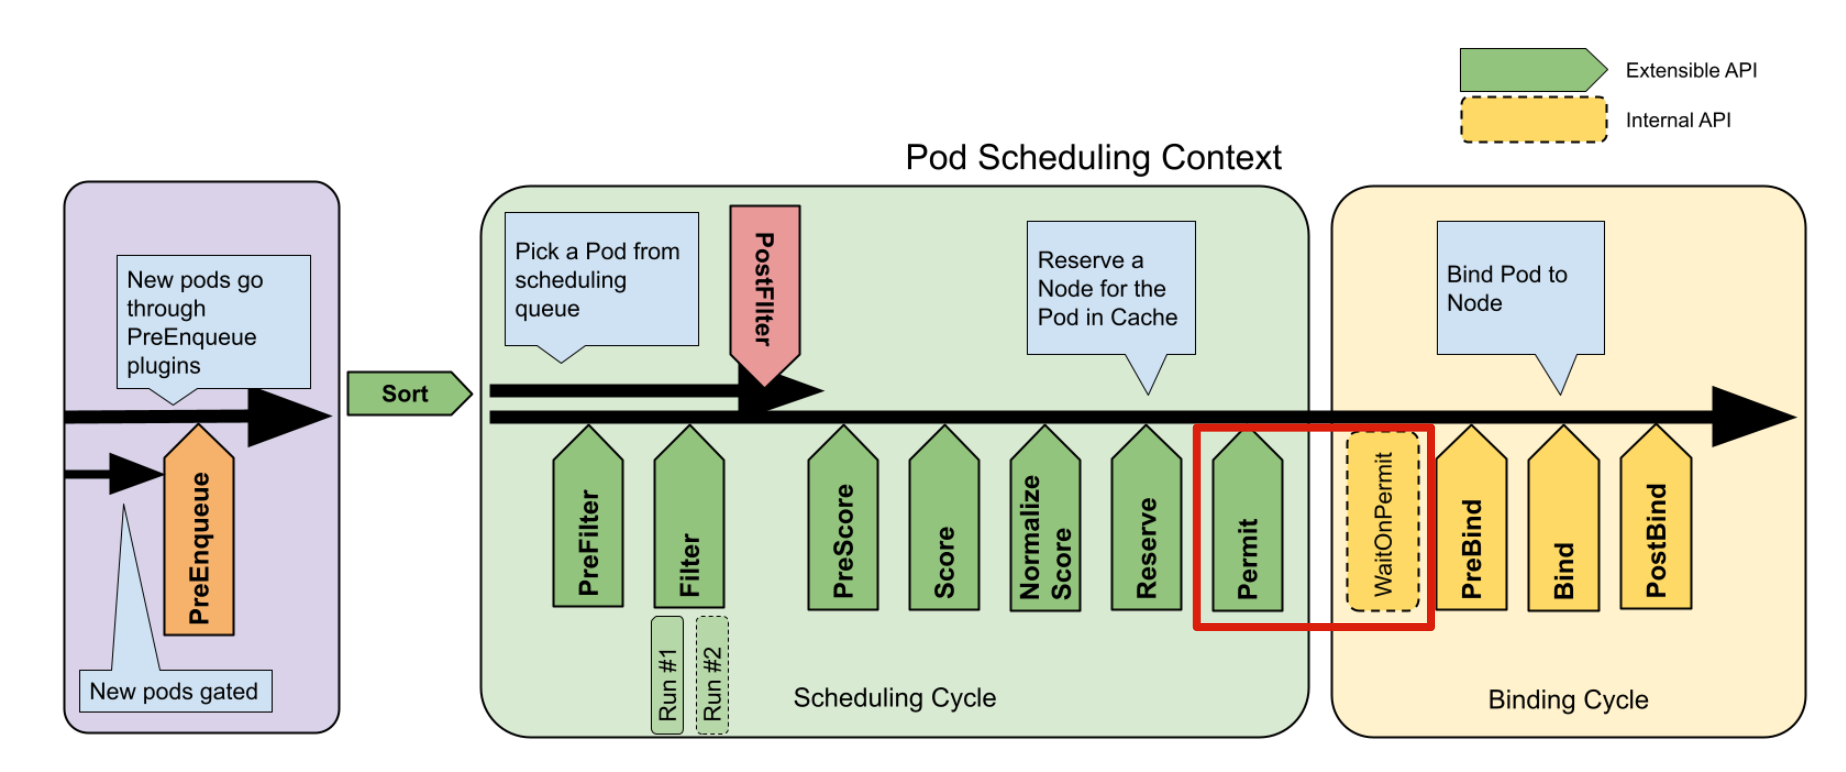 Extensible API
Internal API
Pod Scheduling Context
New pods go
through
PreEnqueue
plugins
PreEnqueue
New pods gated
Sort
Pick a Pod from
scheduling
queue
PostFIlter
Reserve a
Node for the
Pod in Cache
PreFilter
Filter
Run #1
Run #2
PreScore
Score
Normalize
Score
Reserve
Permit
Scheduling Cycle
Bind Pod to
Node
WaitOnPermit
PreBind
Bind
PostBind
Binding Cycle